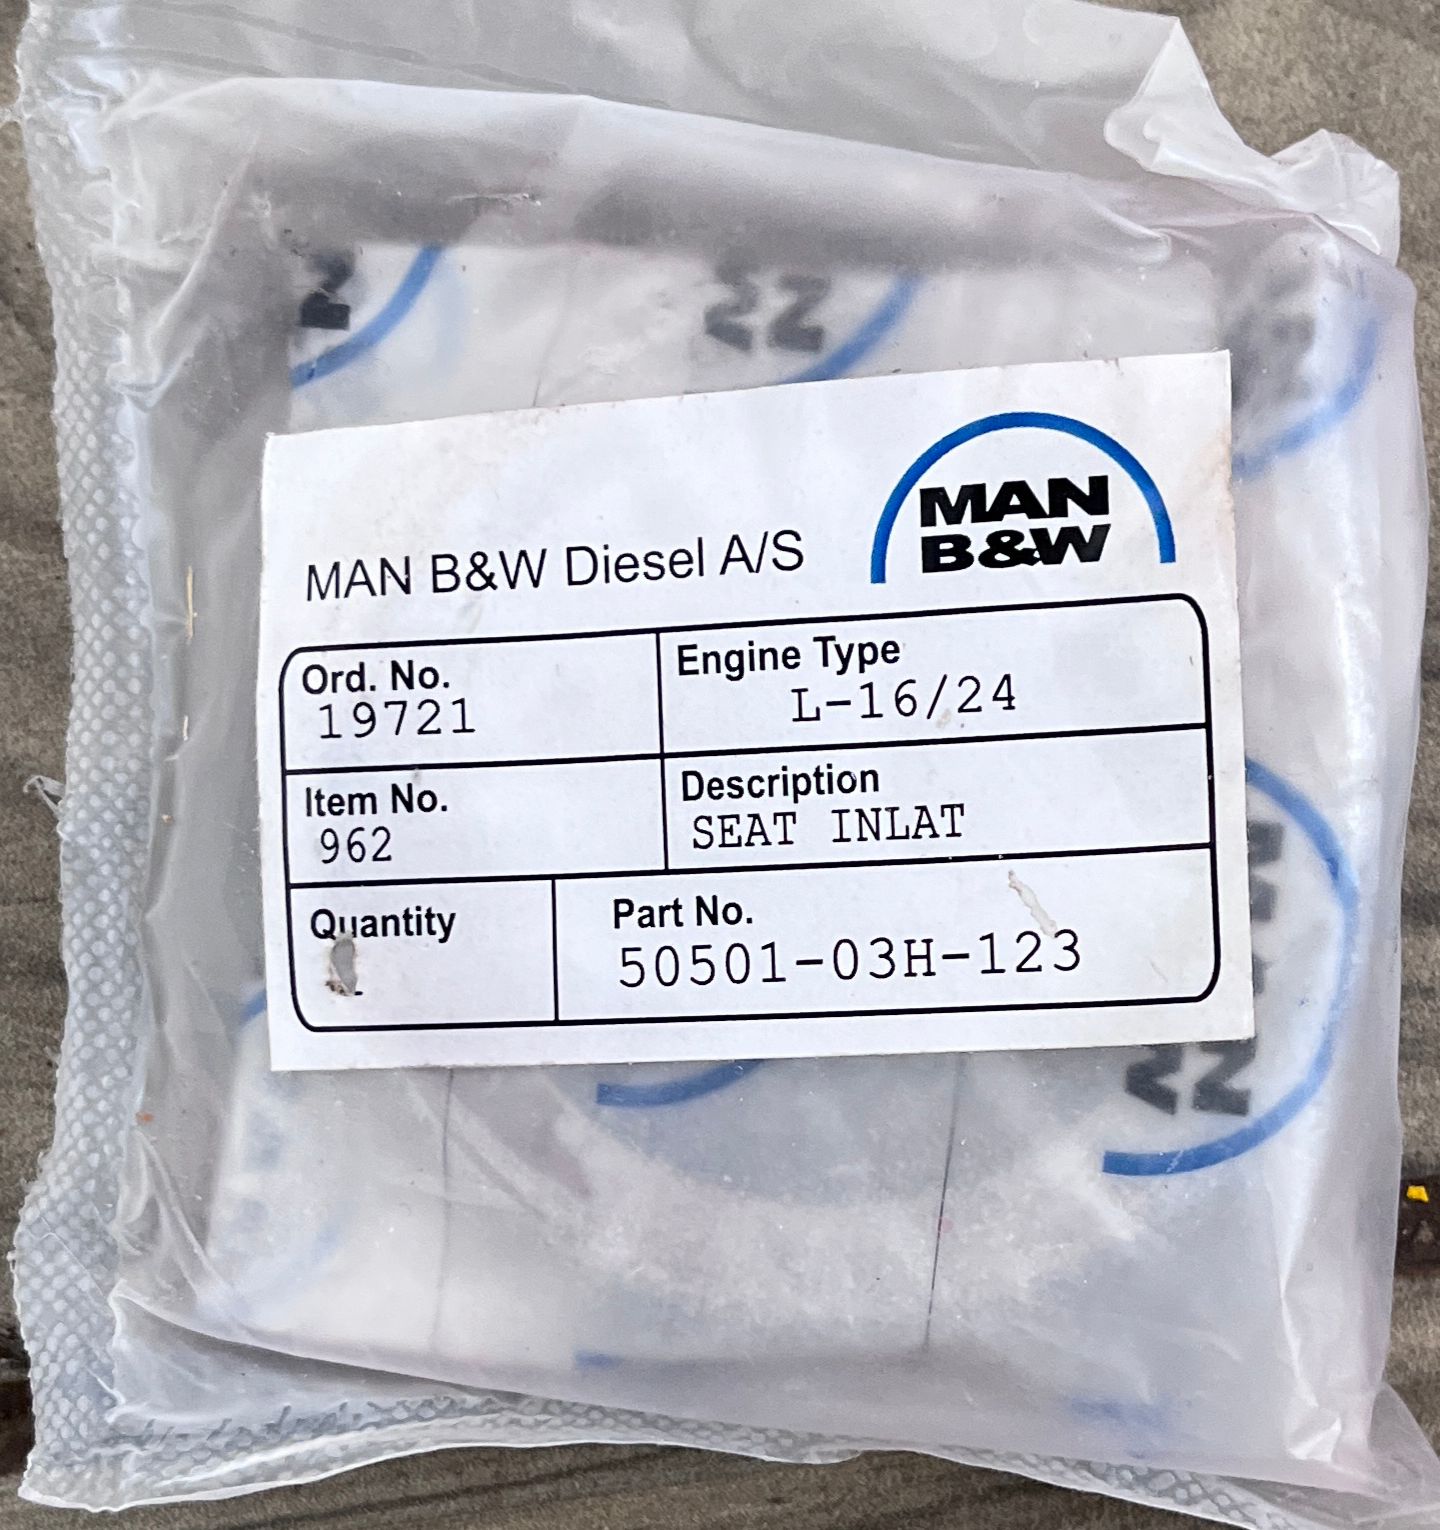 MAN B&W Diesel A/S
MAN
B&W
Ord. No.
19721
Engine Type
L-16/24
Item No.
962
Description
SEAT INLAT
Quantity
Part No.
50501-03H-123